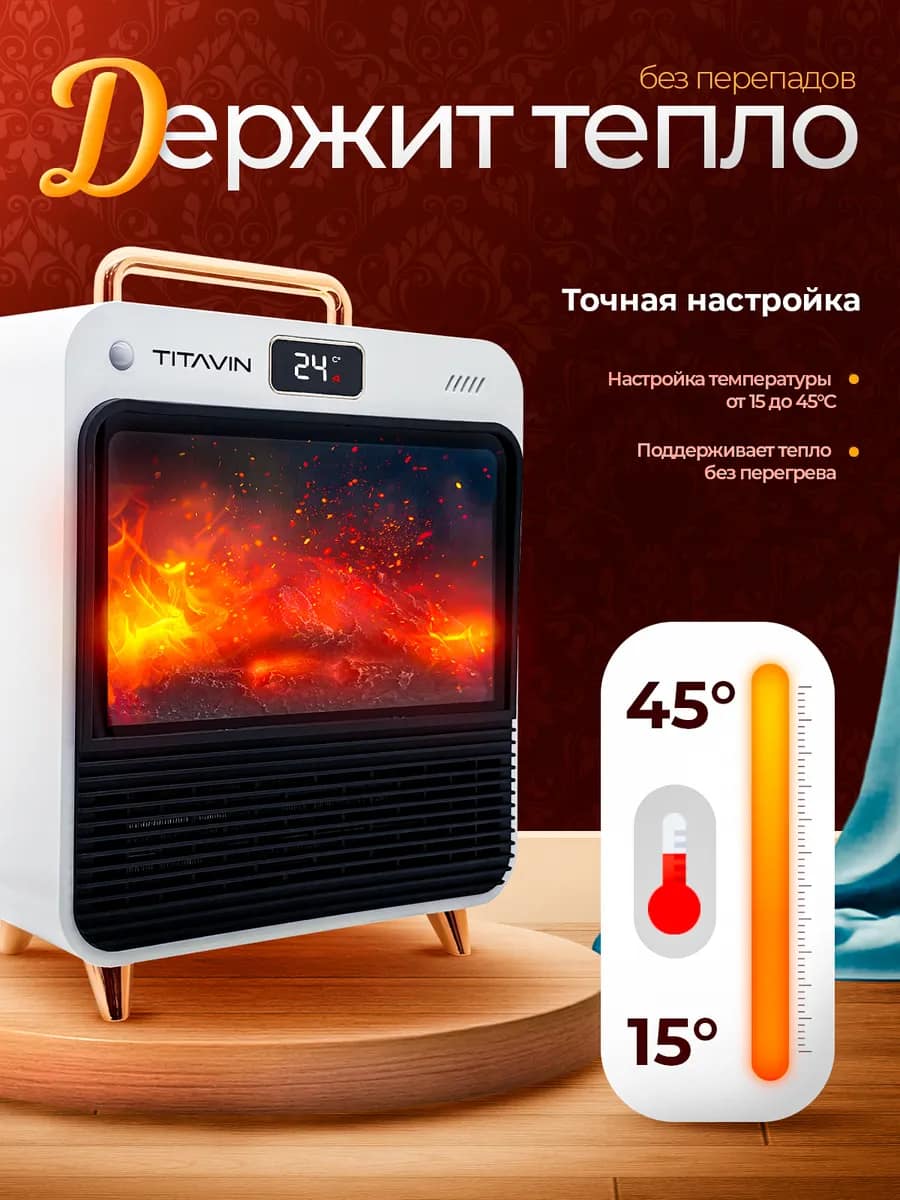 без перепадов
Держит тепло
Точная настройка
Настройка температуры
от 15 до 45°C
Поддерживает тепло
без перегрева
TITAVIN
24 C°
45°
15°